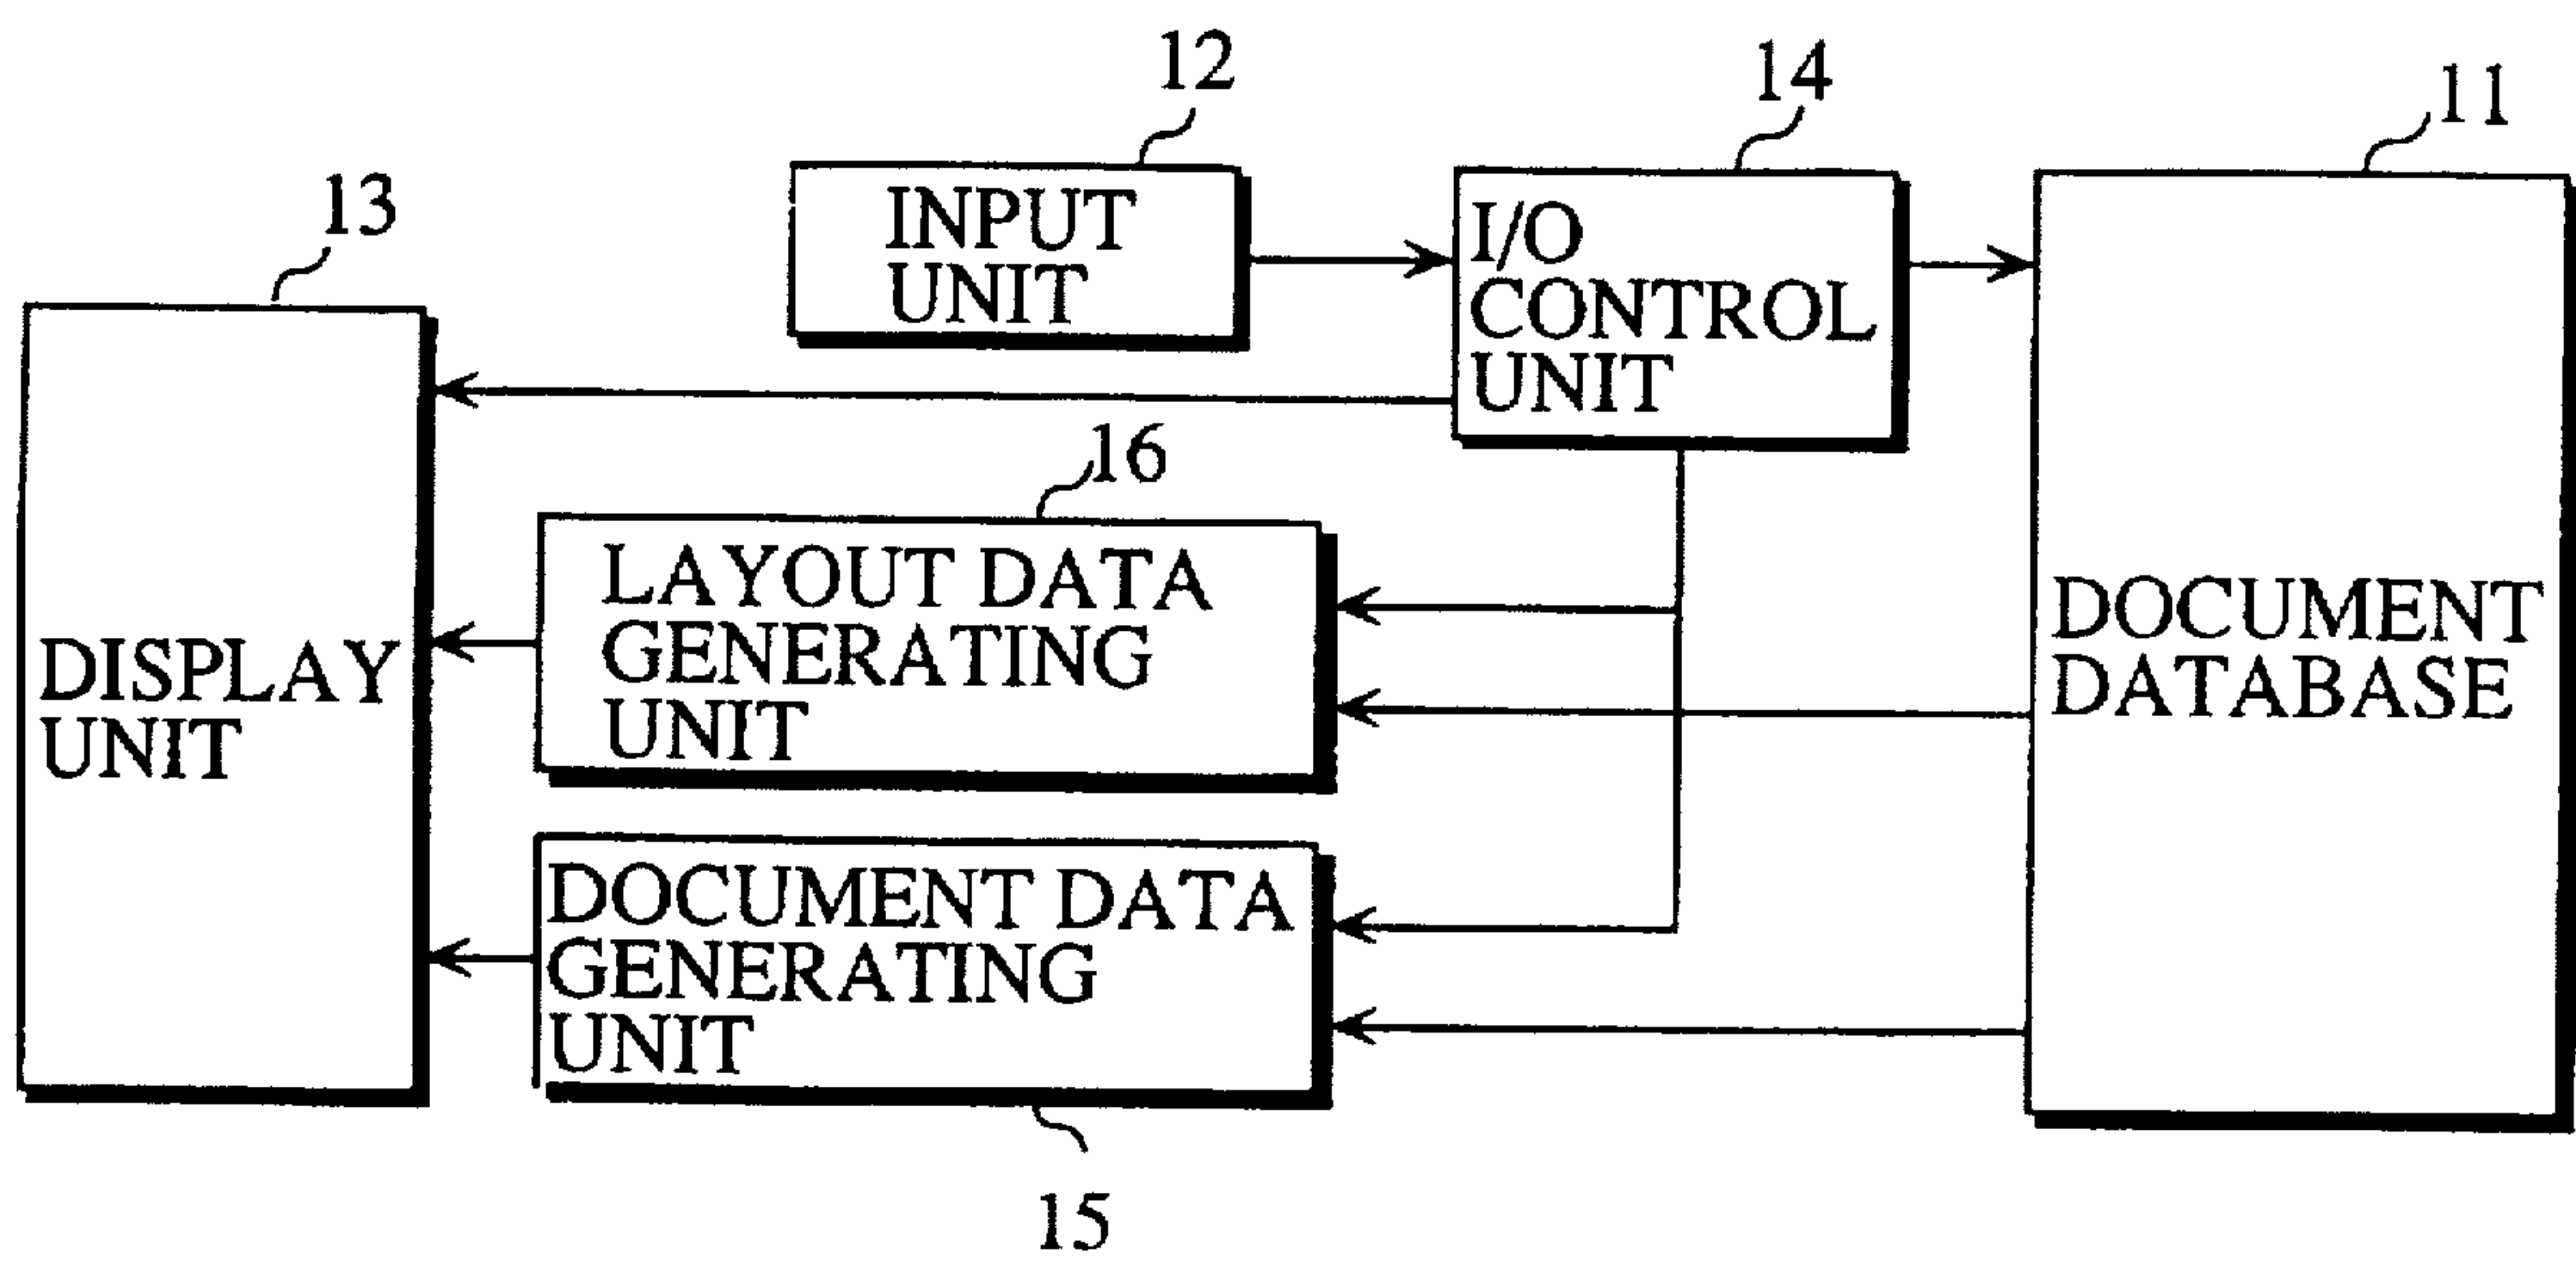 12
INPUT
UNIT
14
I/O
CONTROL
UNIT
11
DOCUMENT
DATABASE
13
DISPLAY
UNIT
16
LAYOUT DATA
GENERATING
UNIT
DOCUMENT DATA
GENERATING
UNIT
15